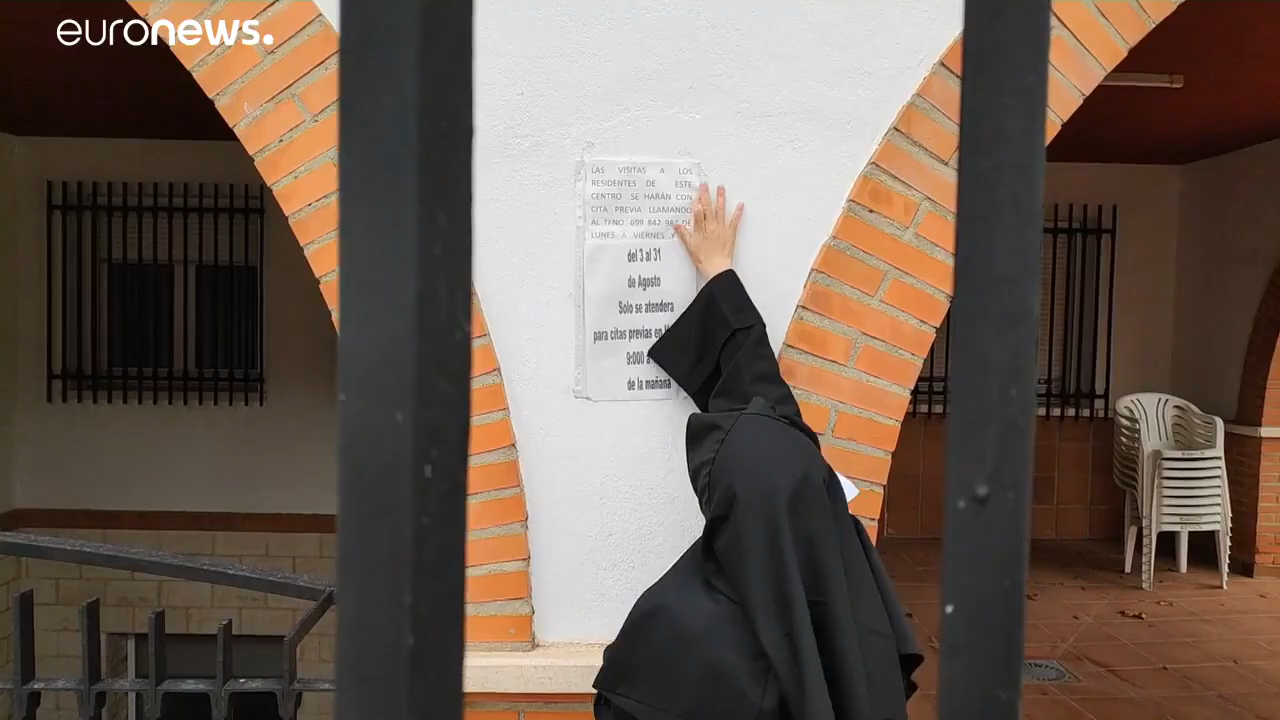 euronews.
LAS VISITAS A LOS
RESIDENTES DE ESTE
CENTRO SE HARÁN CON
CITA PREVIA LLAMANDO
AL TFNO. 699 842 984 DE
LUNES A VIERNES Y
del 3 al 31
de Agosto
Solo se atendera
para citas previas en
9:000 a
de la mañana